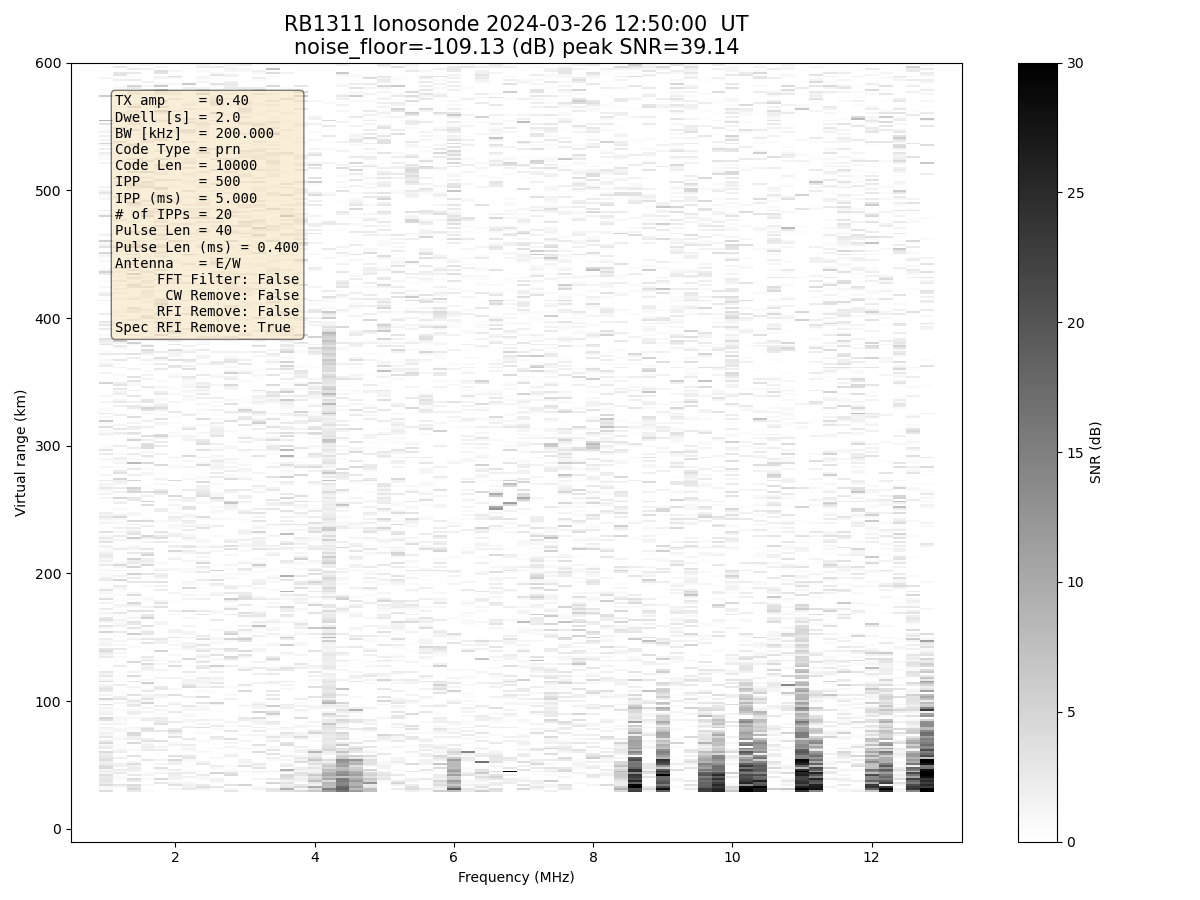 RB1311 Ionosonde 2024-03-26 12:50:00 UT
noise_floor=-109.13 (dB) peak SNR=39.14
TX amp = 0.40
Dwell [s] = 2.0
BW [kHz] = 200.000
Code Type = prn
Code Len = 10000
IPP = 500
IPP (ms) = 5.000
# of IPPs = 20
Pulse Len = 40
Pulse Len (ms) = 0.400
Antenna = E/W
FFT Filter: False
CW Remove: False
RFI Remove: False
Spec RFI Remove: True
Virtual range (km)
600
500
400
300
200
100
0
2 4 6 8 10 12
Frequency (MHz)
30
25
20
15
10
5
0
SNR (dB)